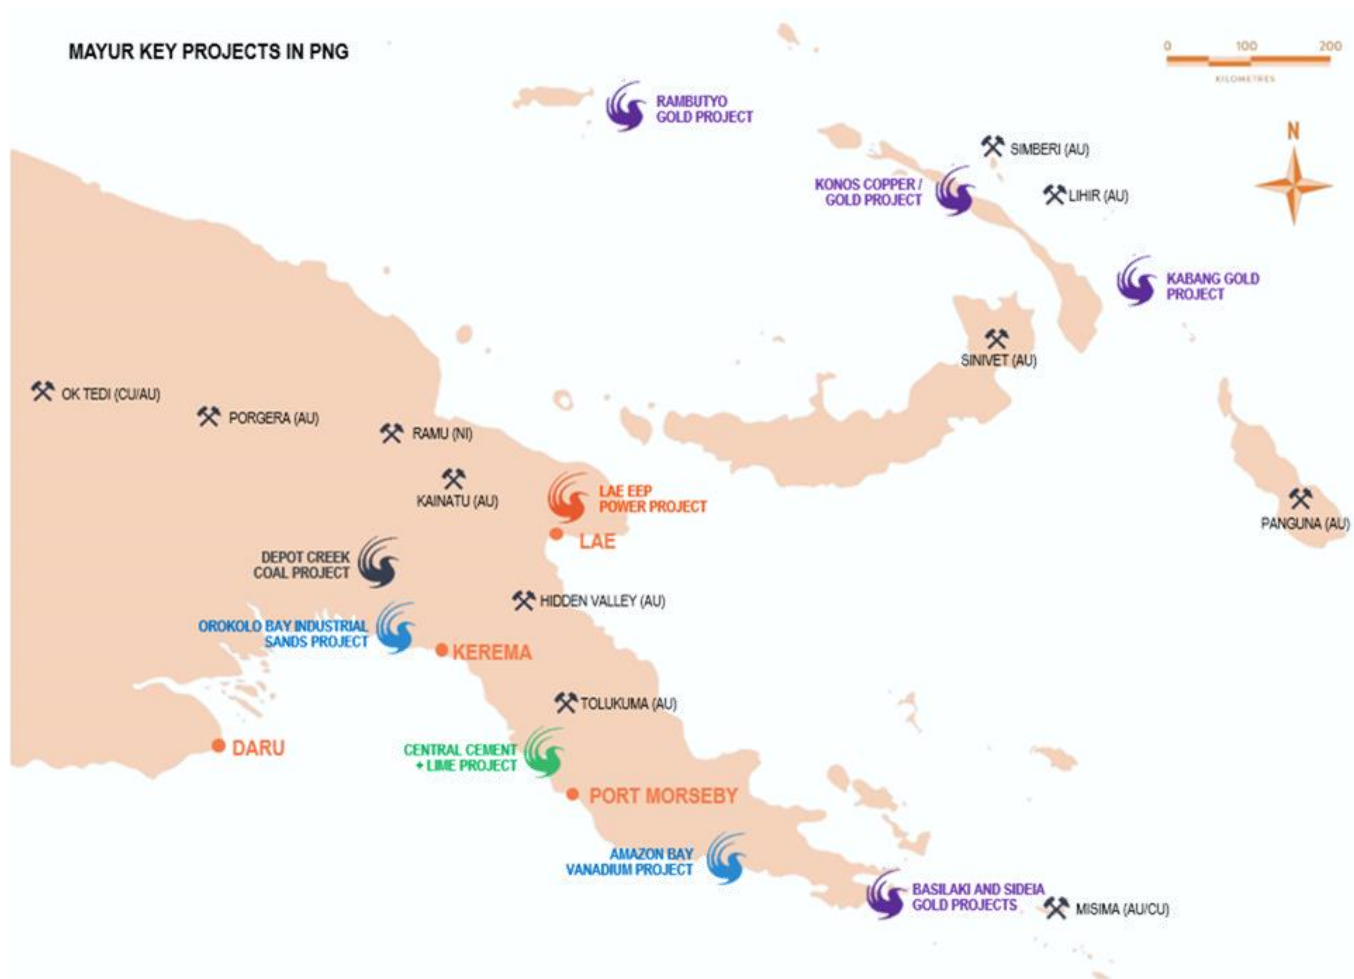 MAYUR KEY PROJECTS IN PNG
0 100 200
KILOMETRES
N
RAMBUTYO
GOLD PROJECT
SIMBERI (AU)
KONOS COPPER /
GOLD PROJECT
LIHIR (AU)
KABANG GOLD
PROJECT
SINIVET (AU)
OK TEDI (CU/AU)
PORGERA (AU)
RAMU (NI)
KAINATU (AU)
LAE EEP
POWER PROJECT
PANGUNA (AU)
LAE
DEPOT CREEK
COAL PROJECT
HIDDEN VALLEY (AU)
OROKOLO BAY INDUSTRIAL
SANDS PROJECT
KEREMA
TOLUKUMA (AU)
DARU
CENTRAL CEMENT
+ LIME PROJECT
PORT MORSEBY
AMAZON BAY
VANADIUM PROJECT
BASILAKI AND SIDEIA
GOLD PROJECTS
MISIMA (AU/CU)